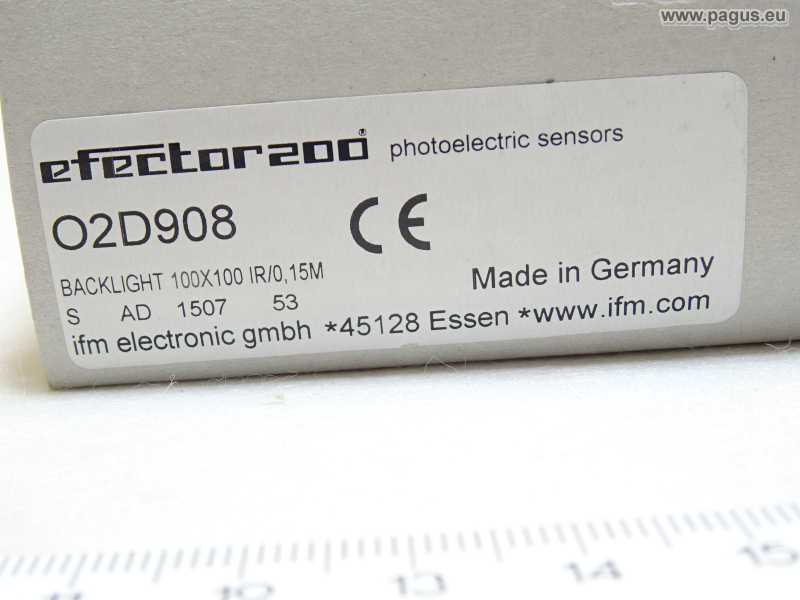 www.pagus.eu
efector200® photoelectric sensors
O2D908 CE
BACKLIGHT 100X100 IR/0,15M
Made in Germany
S AD 1507 53
ifm electronic gmbh *45128 Essen *www.ifm.com
13 14 15